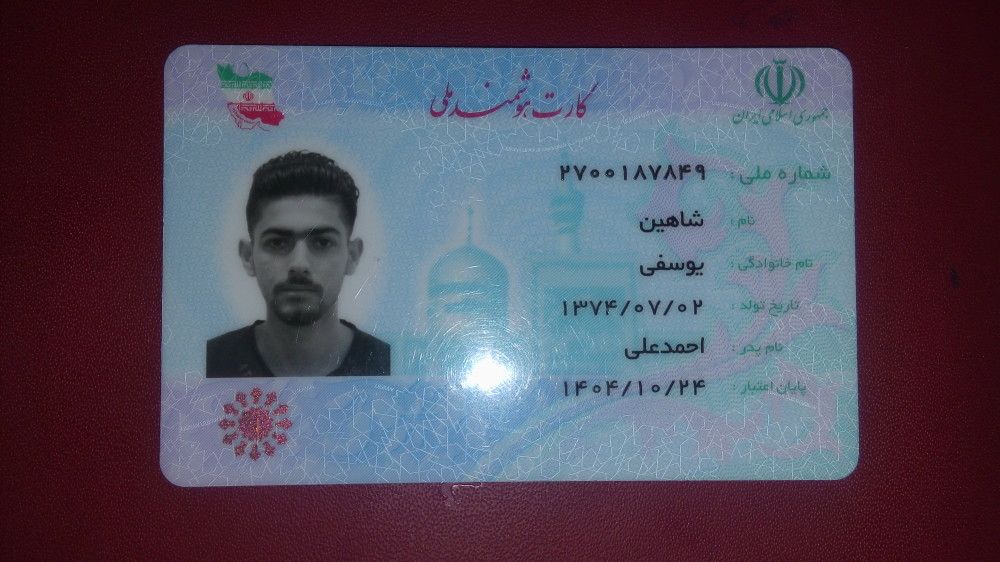 کارت هوشمند ملی
جمهوری اسلامی ایران
شماره ملی: ۲۷۰۰۱۸۷۸۴۹
نام: شاهین
نام خانوادگی: یوسفی
تاریخ تولد: ۱۳۷۴/۰۷/۰۲
نام پدر: احمدعلی
پایان اعتبار: ۱۴۰۴/۱۰/۲۴